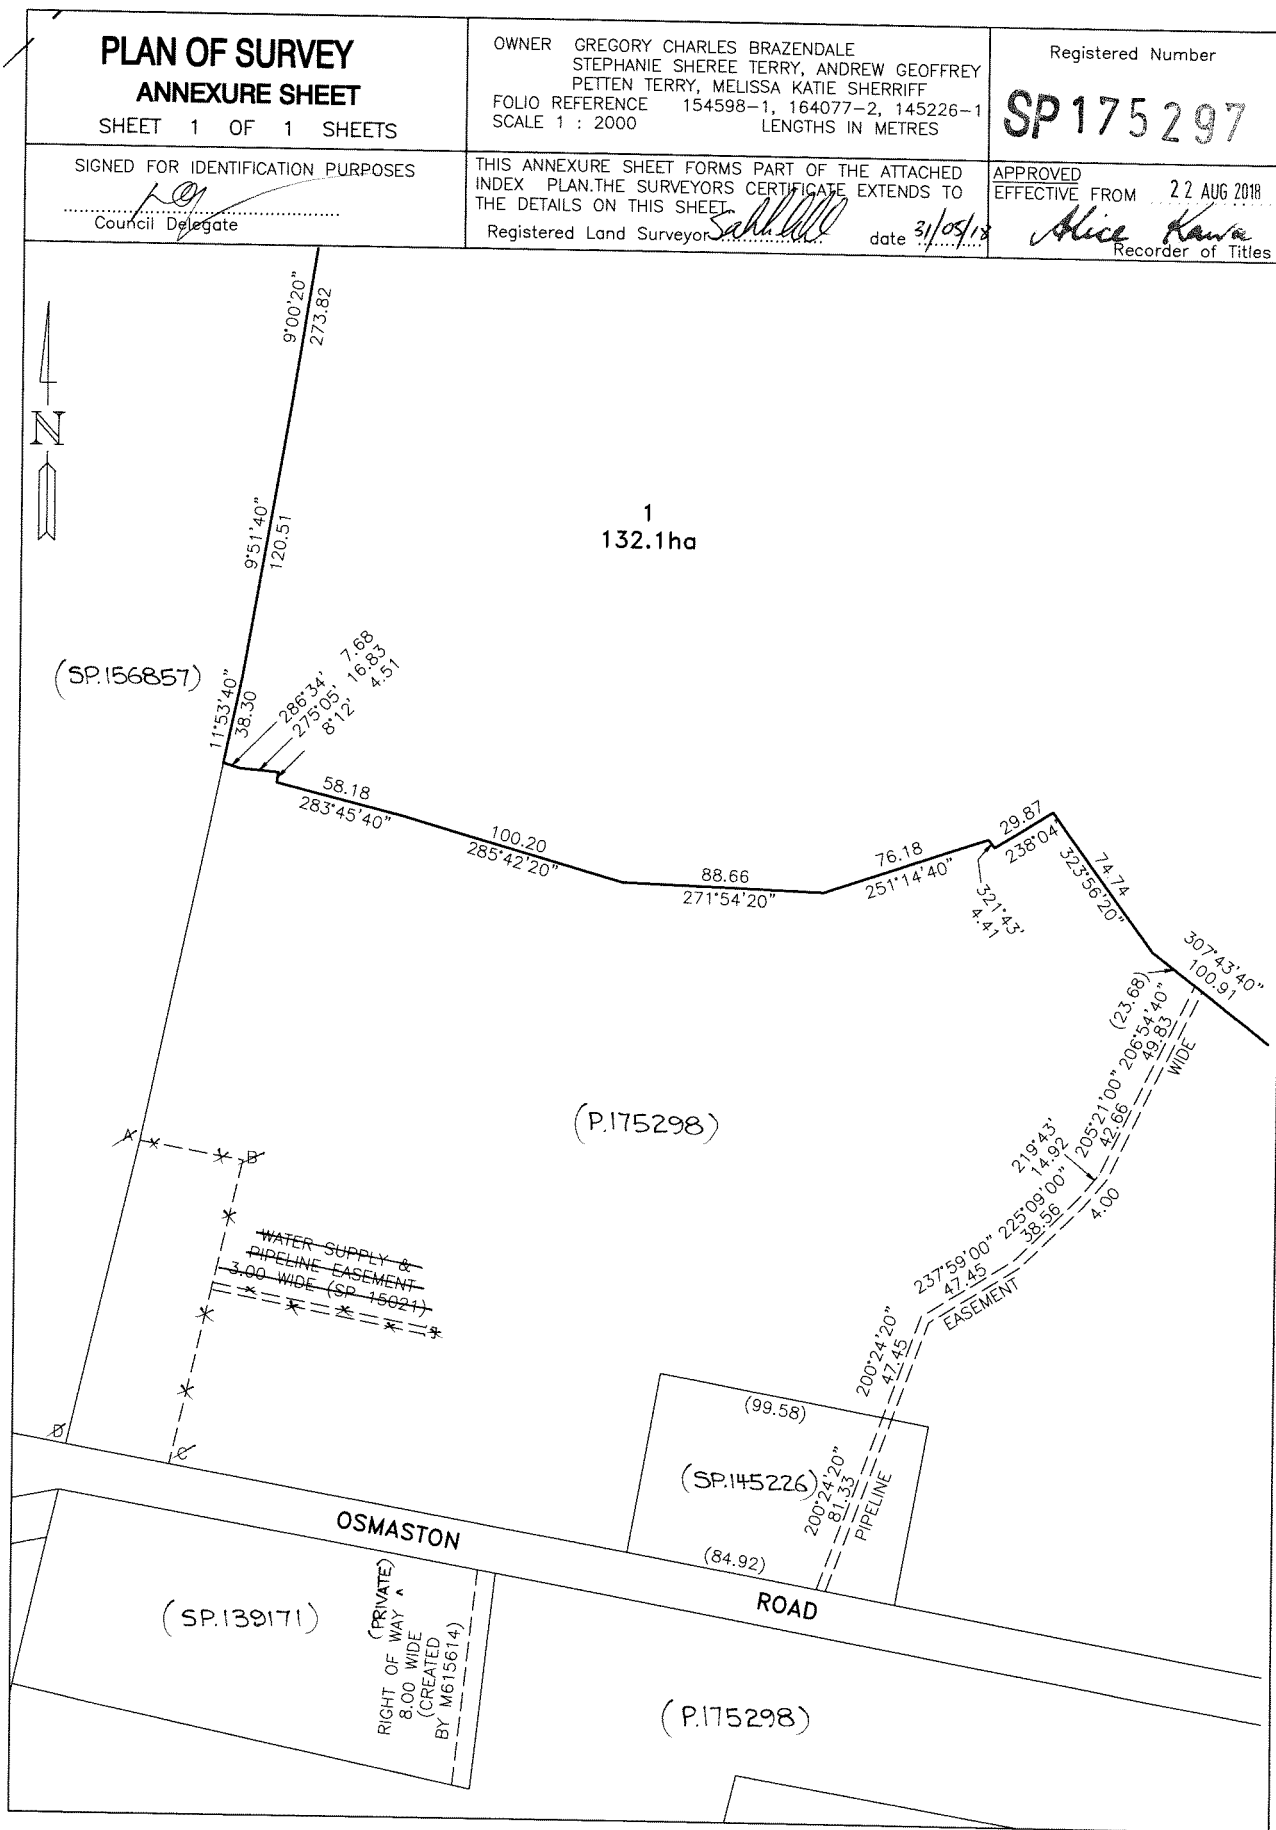 PLAN OF SURVEY
ANNEXURE SHEET
SHEET 1 OF 1 SHEETS
OWNER GREGORY CHARLES BRAZENDALE
STEPHANIE SHEREE TERRY, ANDREW GEOFFREY
PETTEN TERRY, MELISSA KATIE SHERRIFF
FOLIO REFERENCE 154598-1, 164077-2, 145226-1
SCALE 1 : 2000 LENGTHS IN METRES
Registered Number
SP 175297
SIGNED FOR IDENTIFICATION PURPOSES
Council Delegate
THIS ANNEXURE SHEET FORMS PART OF THE ATTACHED
INDEX PLAN.THE SURVEYORS CERTIFICATE EXTENDS TO
THE DETAILS ON THIS SHEET
Registered Land Surveyor date 31/05/18
APPROVED
EFFECTIVE FROM 22 AUG 2018
Alice Kawa
Recorder of Titles
9°00'20"
273.82
N
9°51'40"
120.51
1
132.1ha
(SP.156857)
11°53'40"
38.30
286°34' 7.68
275°05' 16.83
8°12' 4.51
58.18
283°45'40"
100.20
285°42'20"
88.66
271°54'20"
76.18
251°14'40"
321°43'
4.41
29.87
238°04'
74.74
323°56'20"
307°43'40"
100.91
(23.68)
206°54'40"
49.83
WIDE
205°21'00"
42.66
219°43'
14.92
4.00
225°09'00"
38.56
237°59'00"
47.45
EASEMENT
200°24'20"
47.45
(P.175298)
A
B
WATER SUPPLY &
PIPELINE EASEMENT
3.00 WIDE (SP 15021)
D
C
(99.58)
(SP.145226)
200°24'20"
81.33
PIPELINE
(84.92)
OSMASTON
ROAD
(SP.139171)
(PRIVATE)
RIGHT OF WAY ^
8.00 WIDE
(CREATED
BY M615614)
(P.175298)